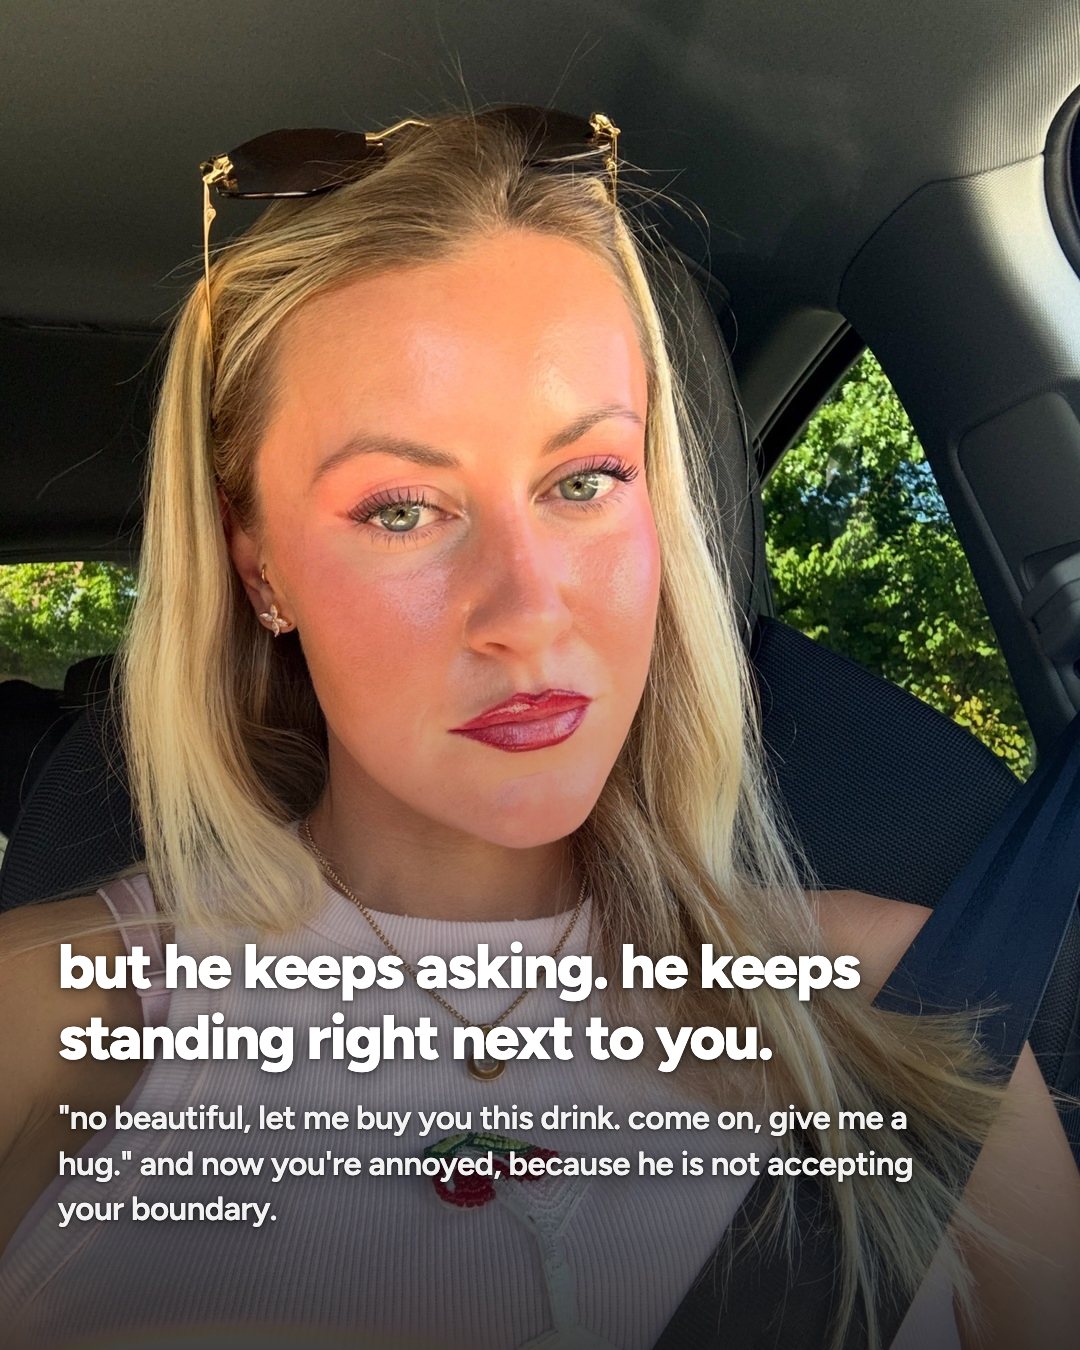 but he keeps asking. he keeps
standing right next to you.
"no beautiful, let me buy you this drink. come on, give me a
hug." and now you're annoyed, because he is not accepting
your boundary.